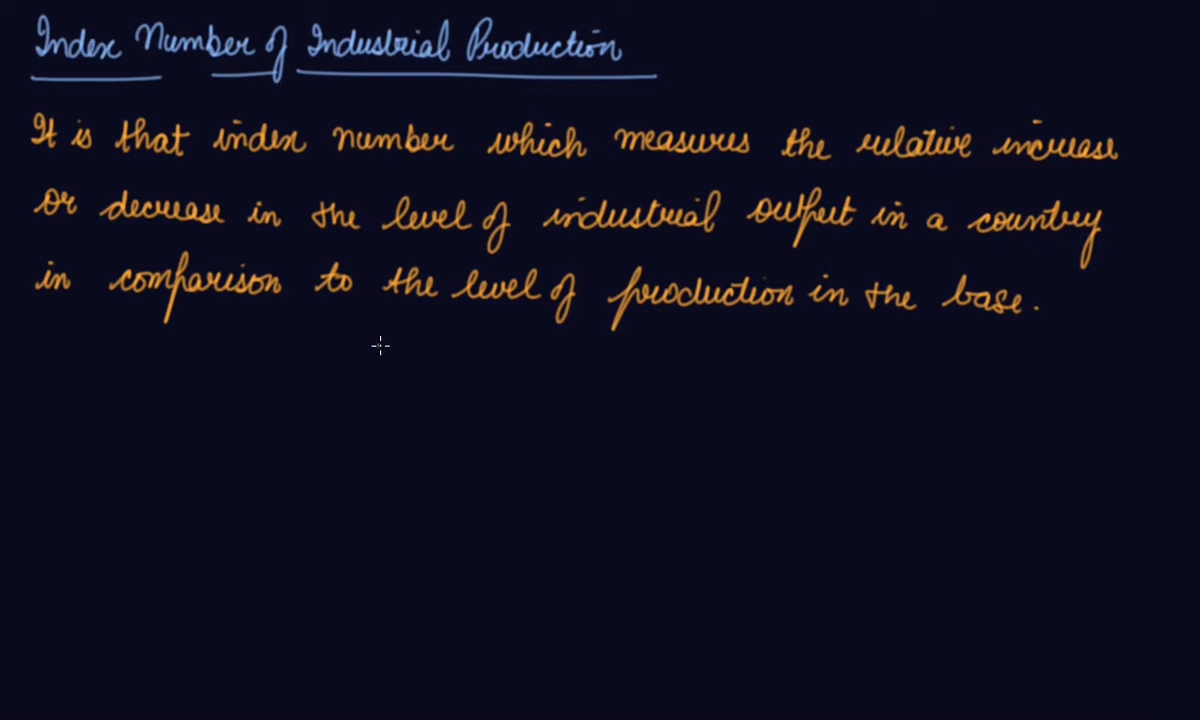 Index Number of Industrial Production
It is that index number which measures the relative increase
or decrease in the level of industrial output in a country
in comparison to the level of production in the base.